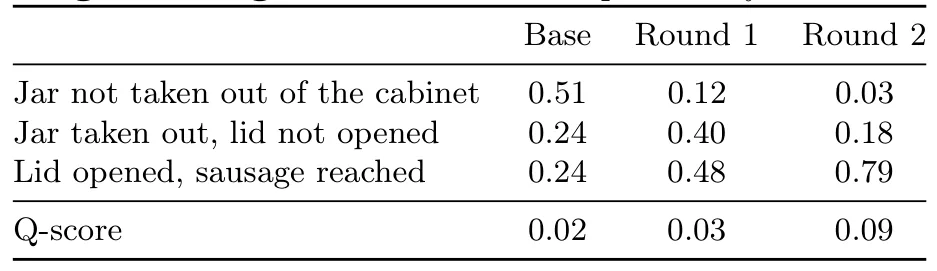 Base Round 1 Round 2
Jar not taken out of the cabinet 0.51 0.12 0.03
Jar taken out, lid not opened 0.24 0.40 0.18
Lid opened, sausage reached 0.24 0.48 0.79
Q-score 0.02 0.03 0.09